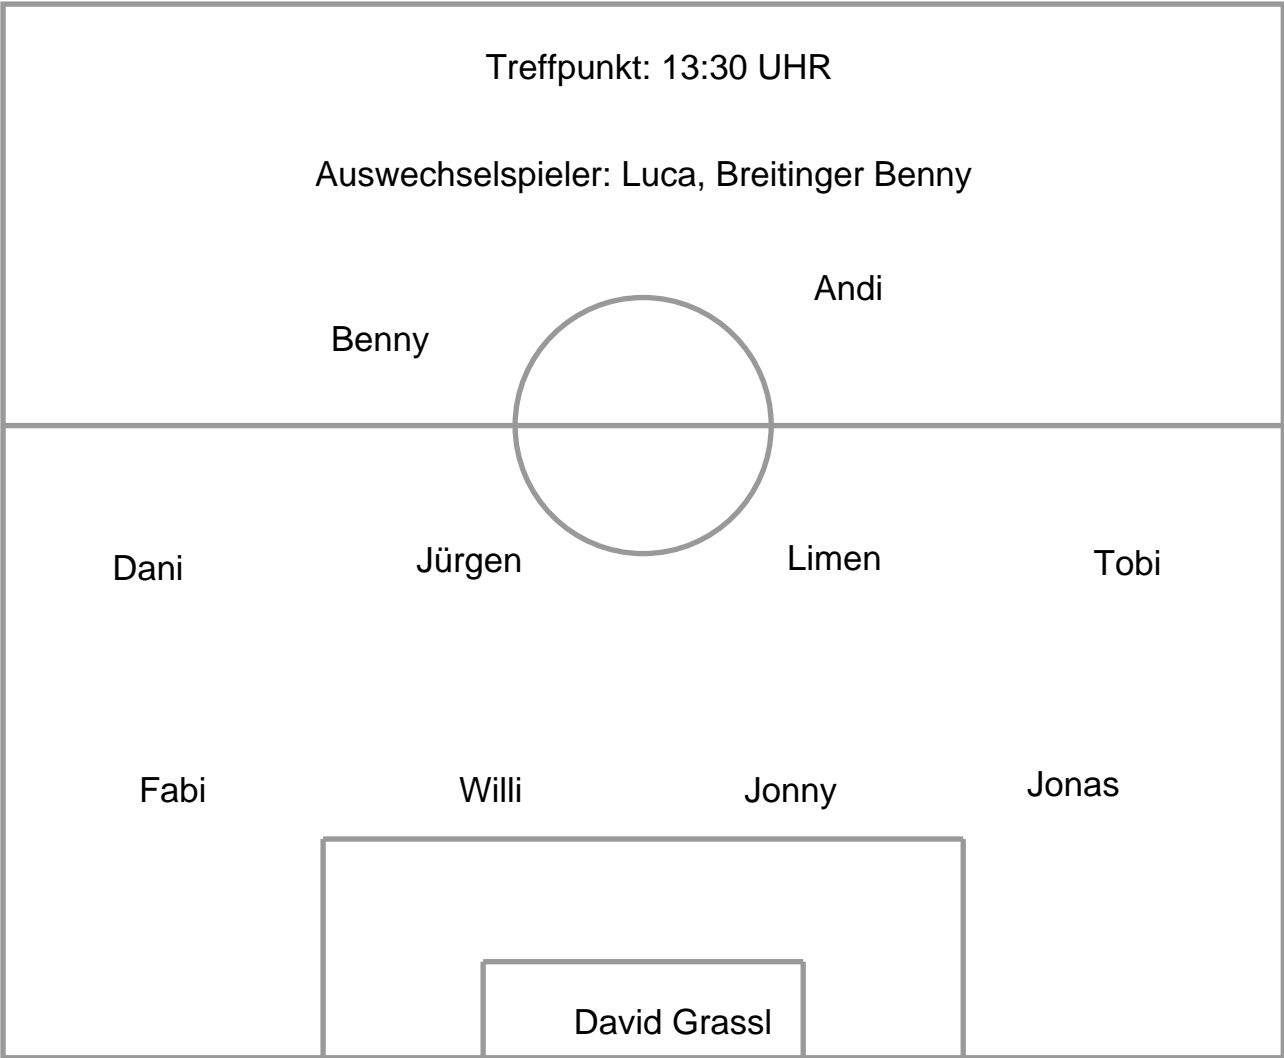 Treffpunkt: 13:30 UHR
Auswechselspieler: Luca, Breitinger Benny
Andi
Benny
Dani Jürgen Limen Tobi
Fabi Willi Jonny Jonas
David Grassl